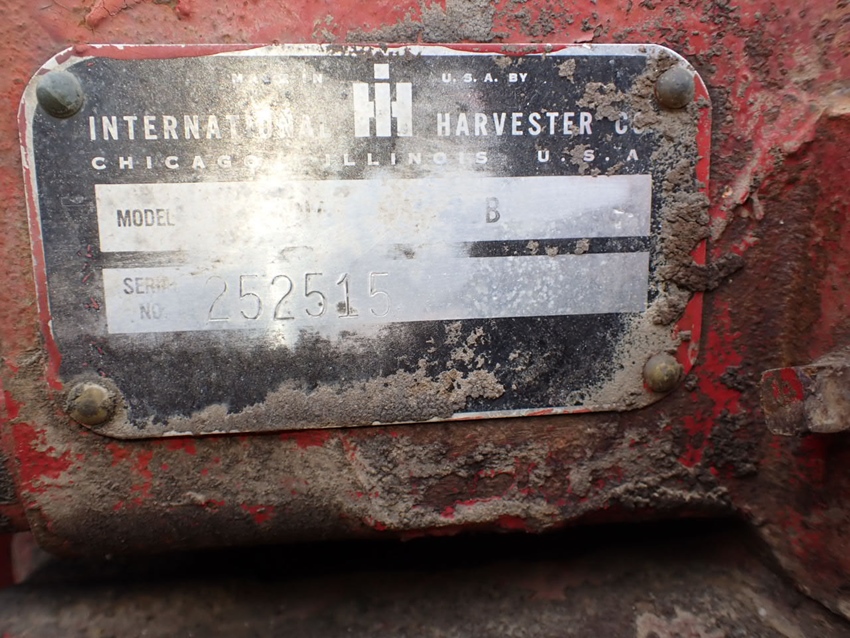 MADE IN IH U.S.A. BY
INTERNATIONAL HARVESTER CO
CHICAGO, ILLINOIS U.S.A
MODEL B
SERIAL
NO 252515